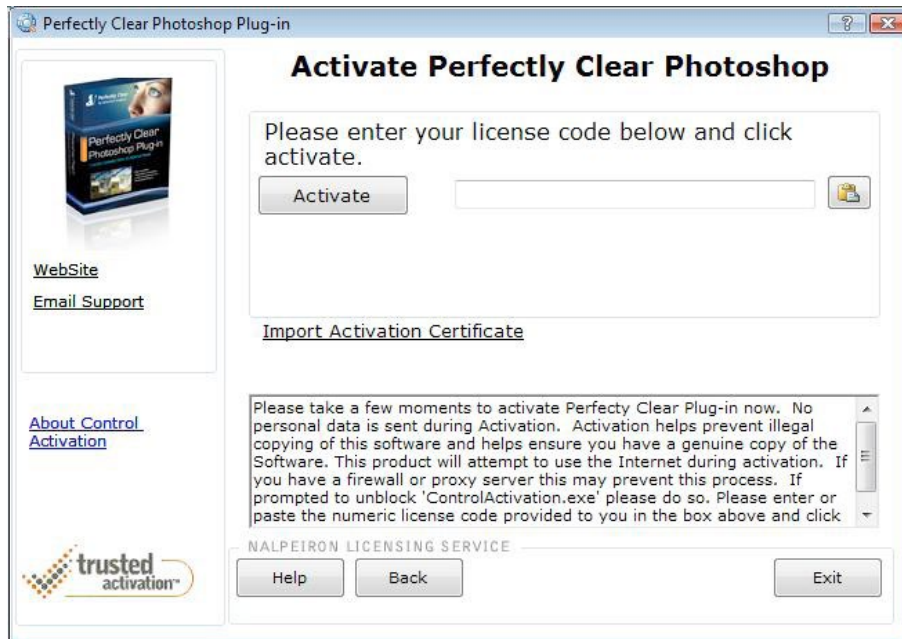 Perfectly Clear Photoshop Plug-in
Activate Perfectly Clear Photoshop
Perfectly Clear
Photoshop Plug-in
Please enter your license code below and click
activate.
Activate
WebSite
Email Support
Import Activation Certificate
About Control
Activation
Please take a few moments to activate Perfecty Clear Plug-in now. No
personal data is sent during Activation. Activation helps prevent illegal
copying of this software and helps ensure you have a genuine copy of the
Software. This product will attempt to use the Internet during activation. If
you have a firewall or proxy server this may prevent this process. If
prompted to unblock 'ControlActivation.exe' please do so. Please enter or
paste the numeric license code provided to you in the box above and click
trusted
activation™
NALPEIRON LICENSING SERVICE
Help
Back
Exit